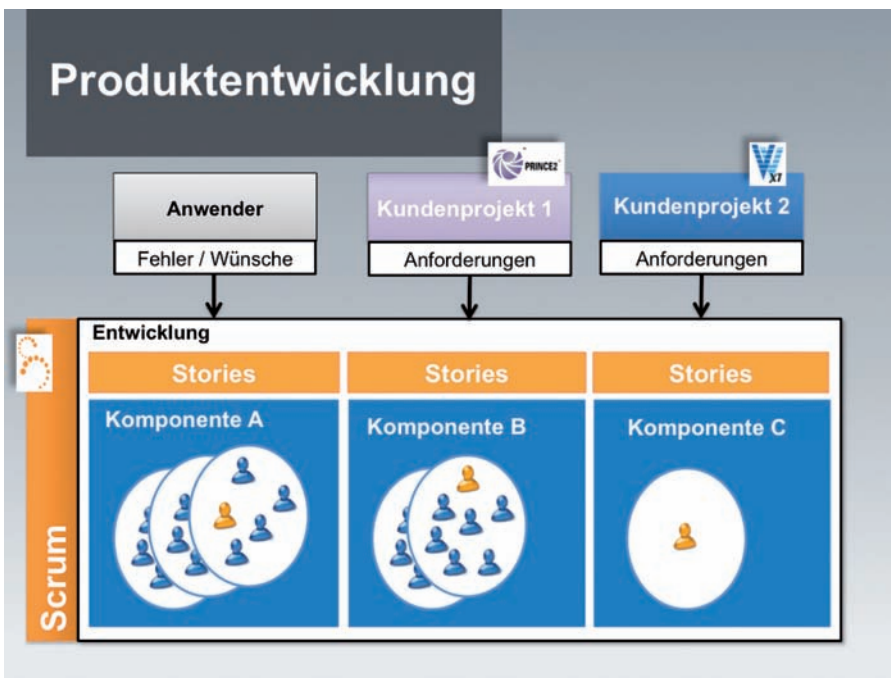 Produktentwicklung
PRINCE2
XT
Anwender
Kundenprojekt 1
Kundenprojekt 2
Fehler / Wünsche
Anforderungen
Anforderungen
Entwicklung
Stories
Stories
Stories
Komponente A
Komponente B
Komponente C
Scrum